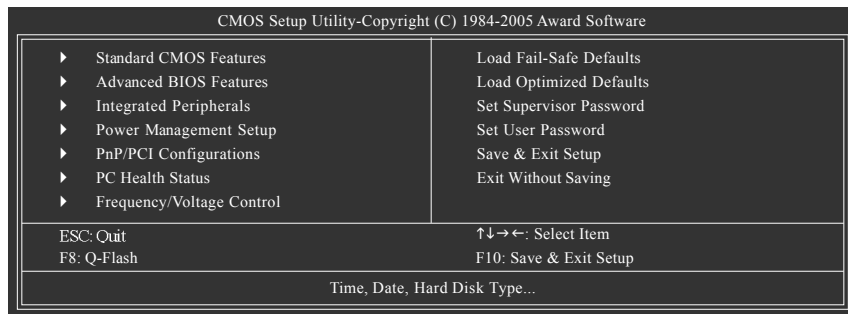 CMOS Setup Utility-Copyright (C) 1984-2005 Award Software
Standard CMOS Features
Advanced BIOS Features
Integrated Peripherals
Power Management Setup
PnP/PCI Configurations
PC Health Status
Frequency/Voltage Control
Load Fail-Safe Defaults
Load Optimized Defaults
Set Supervisor Password
Set User Password
Save & Exit Setup
Exit Without Saving
ESC: Quit
F8: Q-Flash
↑↓→←: Select Item
F10: Save & Exit Setup
Time, Date, Hard Disk Type...